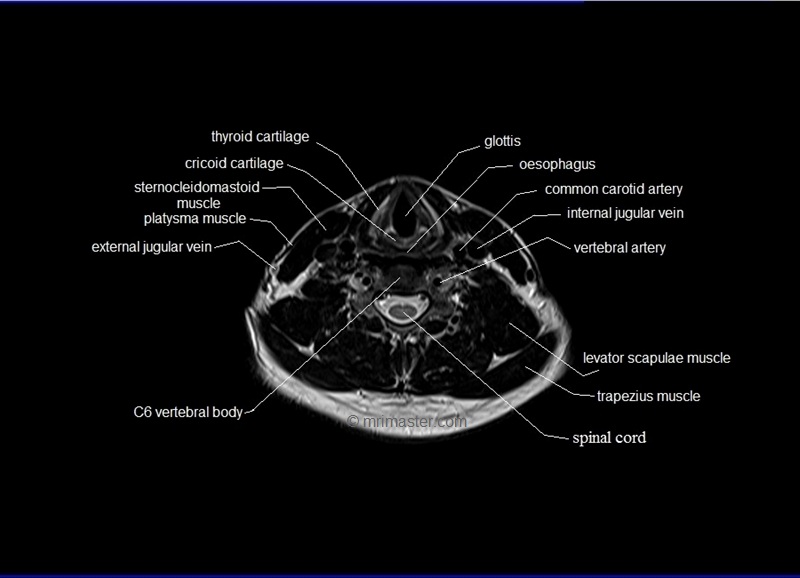 thyroid cartilage
cricoid cartilage
sternocleidomastoid
muscle
platysma muscle
external jugular vein
C6 vertebral body
glottis
oesophagus
common carotid artery
internal jugular vein
vertebral artery
levator scapulae muscle
trapezius muscle
spinal cord
© mrimaster.com